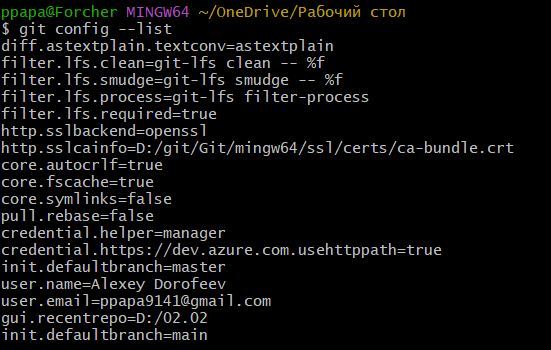 ppapa@Forcher MINGW64 ~/OneDrive/Рабочий стол
$ git config --list
diff.astextplain.textconv=astextplain
filter.lfs.clean=git-lfs clean -- %f
filter.lfs.smudge=git-lfs smudge -- %f
filter.lfs.process=git-lfs filter-process
filter.lfs.required=true
http.sslbackend=openssl
http.sslcainfo=D:/git/Git/mingw64/ssl/certs/ca-bundle.crt
core.autocrlf=true
core.fscache=true
core.symlinks=false
pull.rebase=false
credential.helper=manager
credential.https://dev.azure.com.usehttppath=true
init.defaultbranch=master
user.name=Alexey Dorofeev
user.email=ppapa9141@gmail.com
gui.recentrepo=D:/02.02
init.defaultbranch=main